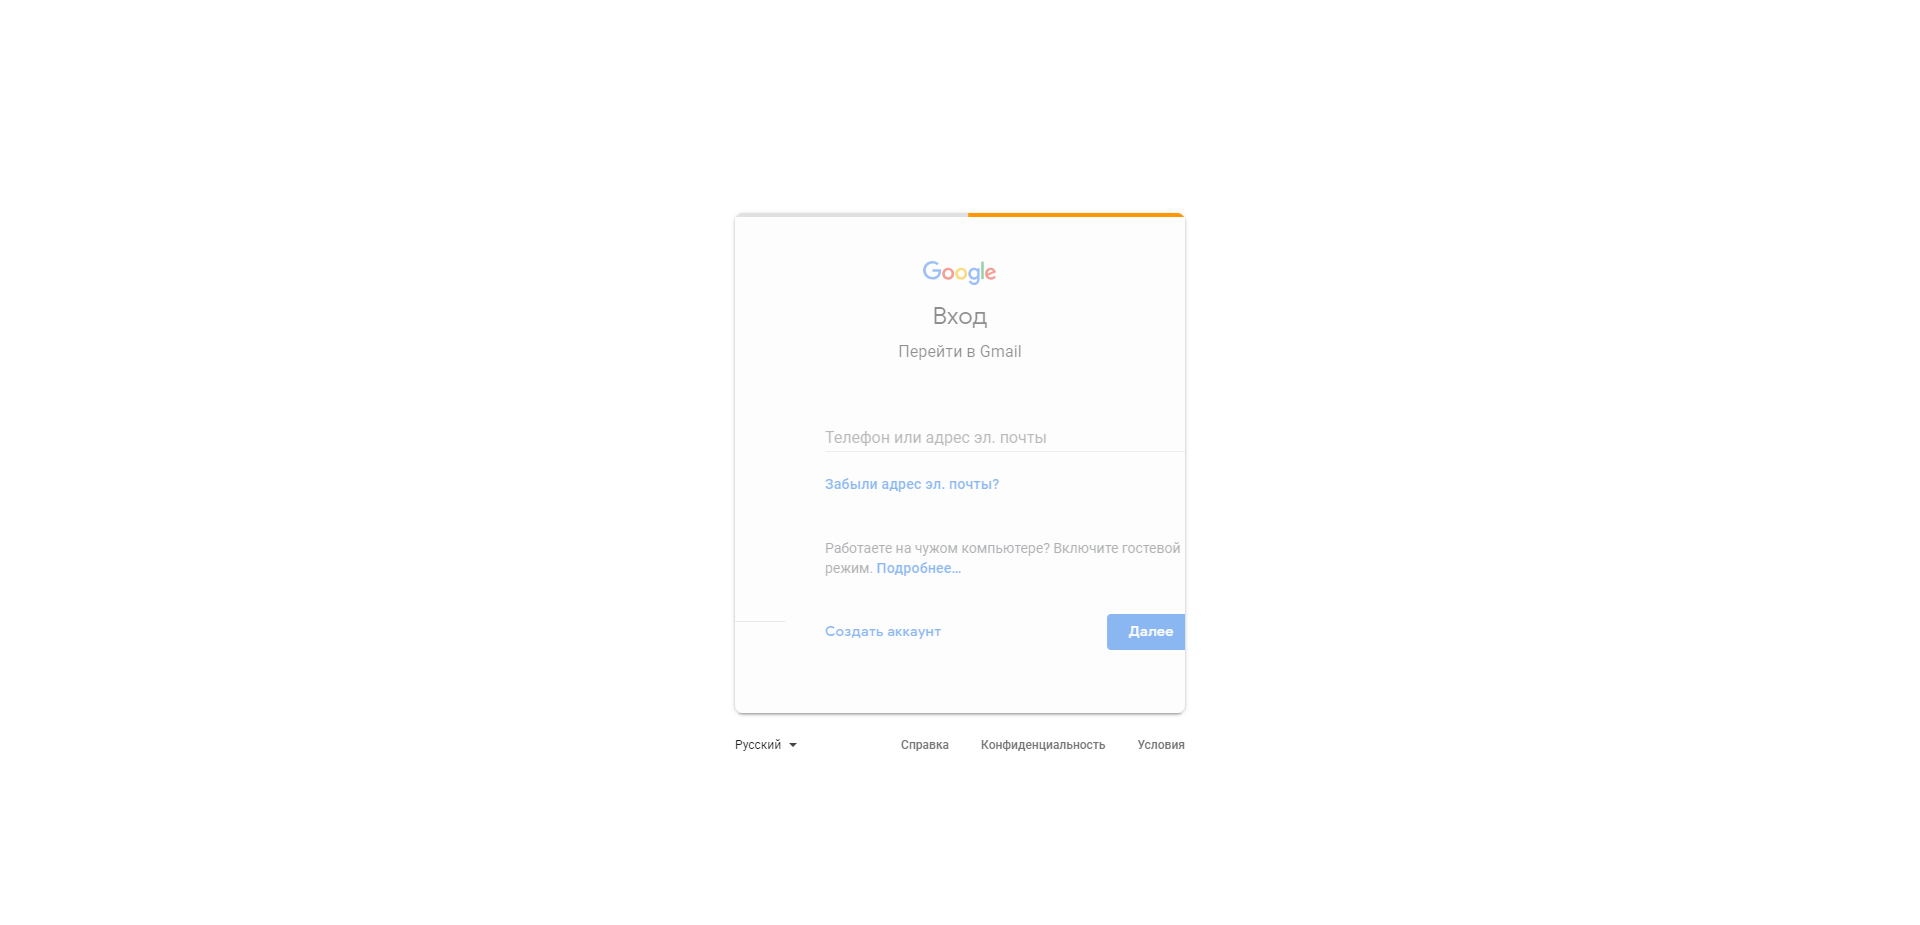 Google
Вход
Перейти в Gmail
Телефон или адрес эл. почты
Забыли адрес эл. почты?
Работаете на чужом компьютере? Включите гостевой
режим. Подробнее…
Создать аккаунт Далее
Русский Справка Конфиденциальность Условия